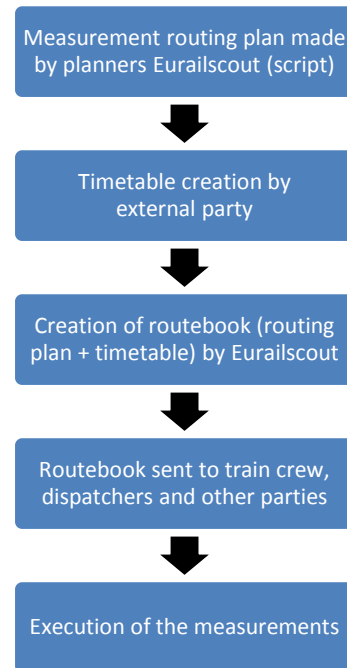 Measurement routing plan made
by planners Eurailscout (script)
Timetable creation by
external party
Creation of routebook (routing
plan + timetable) by Eurailscout
Routebook sent to train crew,
dispatchers and other parties
Execution of the measurements